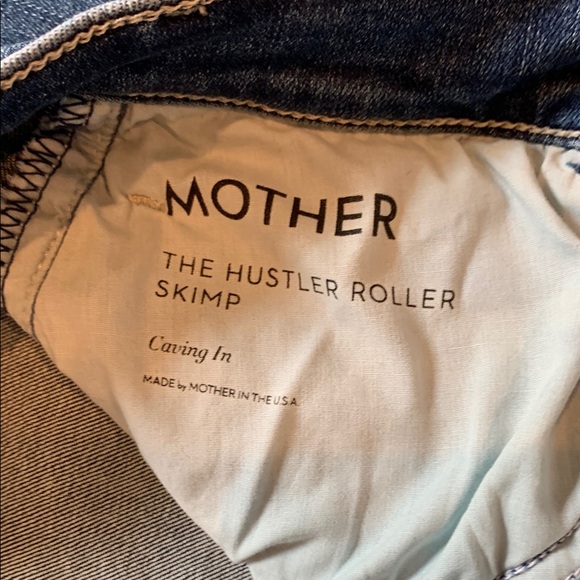 MOTHER
THE HUSTLER ROLLER
SKIMP
Caving In
MADE by MOTHER IN THE U.S.A.